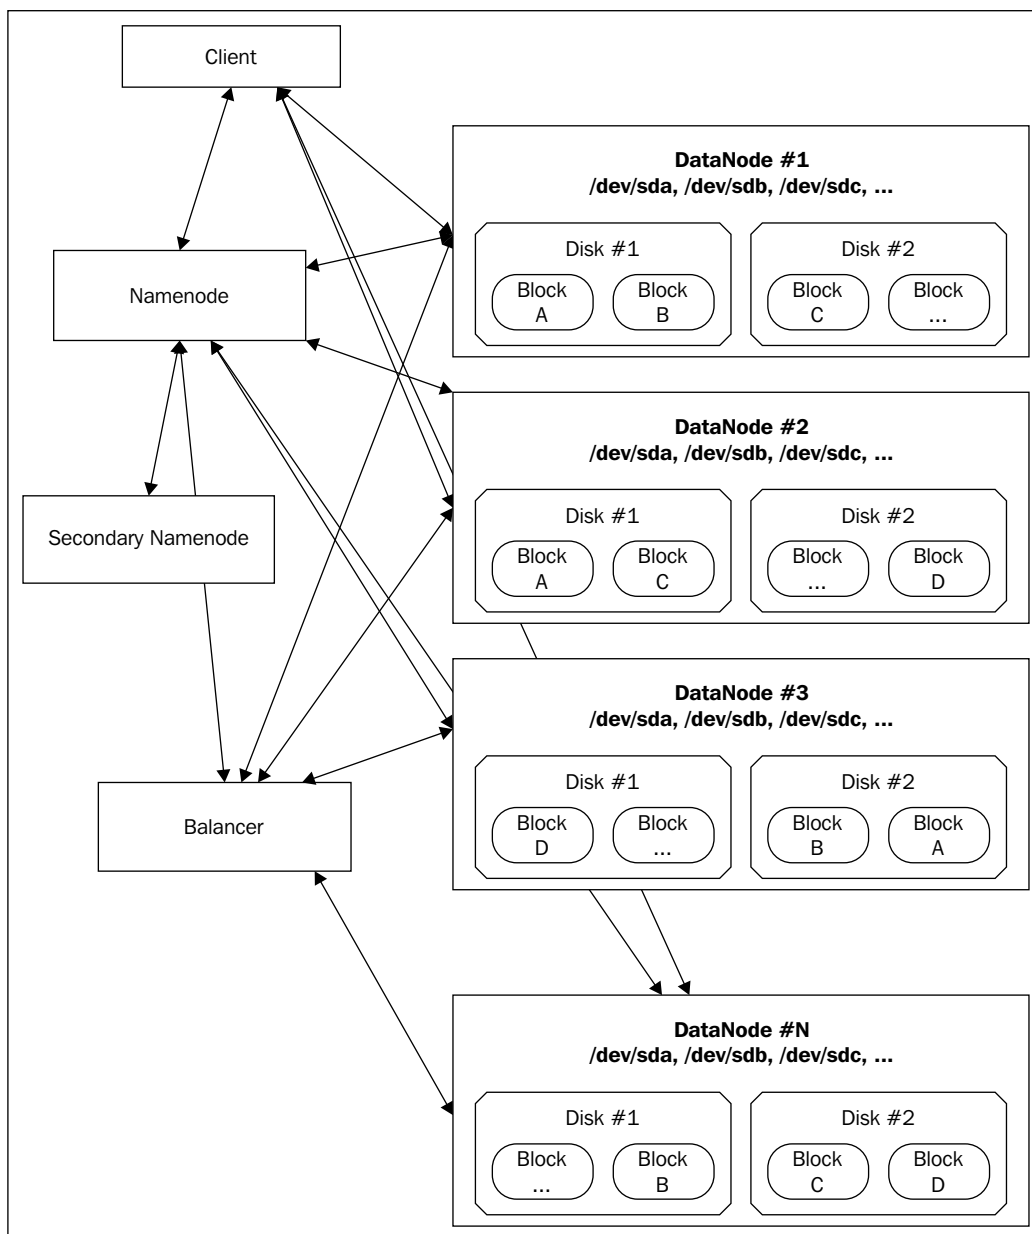 Client
Namenode
Secondary Namenode
Balancer
DataNode #1
/dev/sda, /dev/sdb, /dev/sdc, ...
Disk #1
Block
A
Block
B
Disk #2
Block
C
Block
...
DataNode #2
/dev/sda, /dev/sdb, /dev/sdc, ...
Disk #1
Block
A
Block
C
Disk #2
Block
...
Block
D
DataNode #3
/dev/sda, /dev/sdb, /dev/sdc, ...
Disk #1
Block
D
Block
...
Disk #2
Block
B
Block
A
DataNode #N
/dev/sda, /dev/sdb, /dev/sdc, ...
Disk #1
Block
...
Block
B
Disk #2
Block
C
Block
D